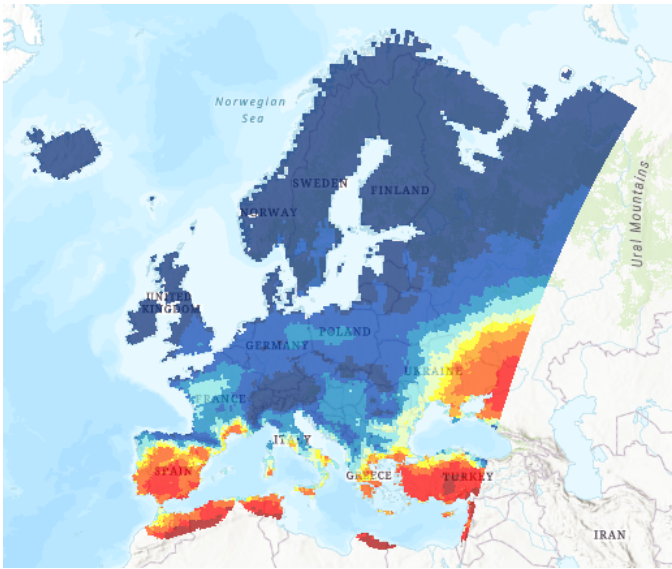 Norwegian
Sea
SWEDEN
FINLAND
NORWAY
Ural Mountains
UNITED
KINGDOM
POLAND
GERMANY
UKRAINE
FRANCE
ITALY
SPAIN
GREECE
TURKEY
IRAN